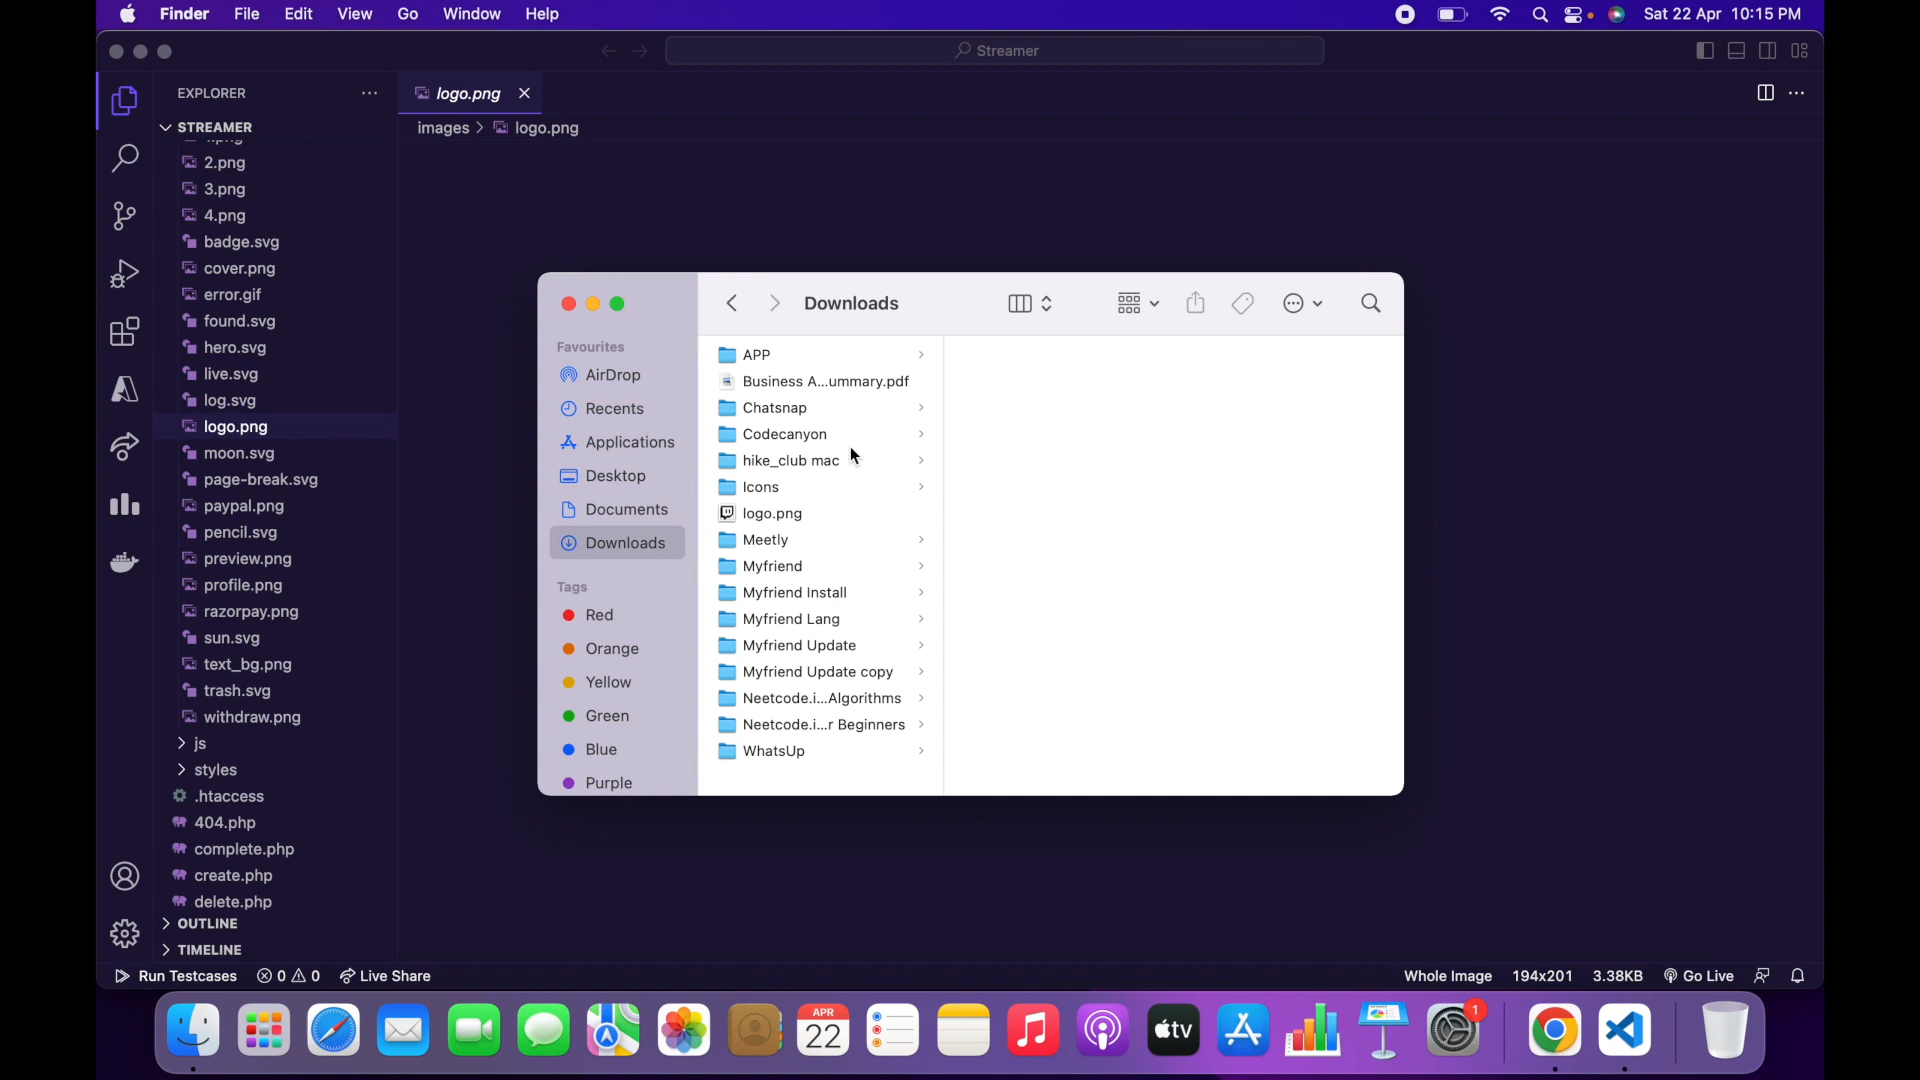 Finder File Edit View Go Window Help
Sat 22 Apr 10:15 PM
Streamer
EXPLORER
logo.png
STREAMER
images > logo.png
2.png
3.png
4.png
badge.svg
cover.png
error.gif
found.svg
hero.svg
live.svg
log.svg
logo.png
moon.svg
page-break.svg
paypal.png
pencil.svg
preview.png
profile.png
razorpay.png
sun.svg
text_bg.png
trash.svg
withdraw.png
js
styles
.htaccess
404.php
complete.php
create.php
delete.php
OUTLINE
TIMELINE
Downloads
Favourites
AirDrop
Recents
Applications
Desktop
Documents
Downloads
Tags
Red
Orange
Yellow
Green
Blue
Purple
APP
Business A...ummary.pdf
Chatsnap
Codecanyon
hike_club mac
Icons
logo.png
Meetly
Myfriend
Myfriend Install
Myfriend Lang
Myfriend Update
Myfriend Update copy
Neetcode.i...Algorithms
Neetcode.i...r Beginners
WhatsUp
Run Testcases 0 0 Live Share
Whole Image 194x201 3.38KB Go Live
APR
22
tv
1